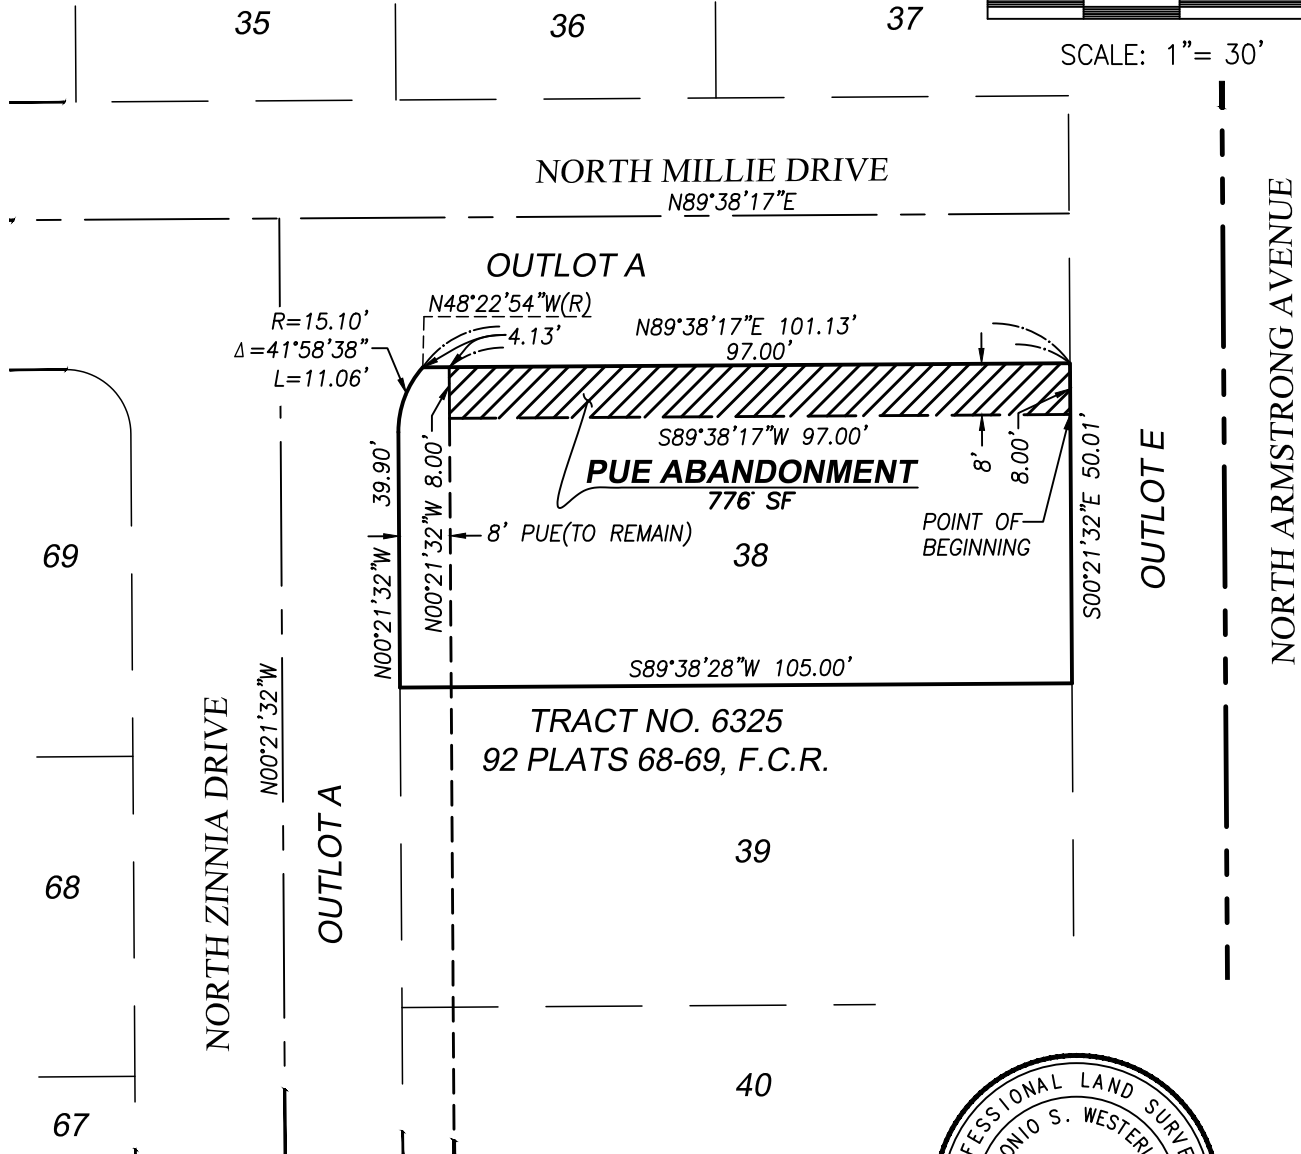 35
36
37
SCALE: 1"= 30'
NORTH MILLIE DRIVE
N89°38'17"E
OUTLOT A
N48°22'54"W(R)
R=15.10'
Δ=41°58'38"
L=11.06'
4.13'
N89°38'17"E 101.13'
97.00'
S89°38'17"W 97.00'
PUE ABANDONMENT
776 SF
8' PUE(TO REMAIN)
8'
8.00'
POINT OF
BEGINNING
38
N00°21'32"W 39.90'
N00°21'32"W 8.00'
S00°21'32"E 50.01'
OUTLOT E
NORTH ARMSTRONG AVENUE
S89°38'28"W 105.00'
TRACT NO. 6325
92 PLATS 68-69, F.C.R.
69
N00°21'32"W
NORTH ZINNIA DRIVE
OUTLOT A
39
68
40
67
LAND
S.